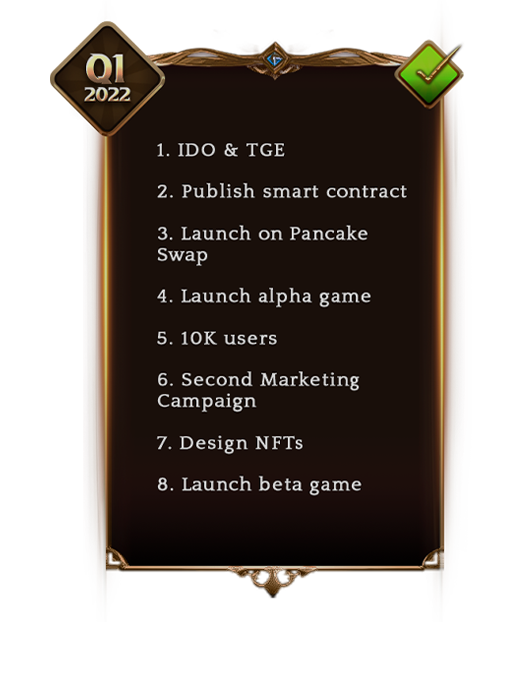 Q1
2022
1. IDO & TGE
2. Publish smart contract
3. Launch on Pancake
Swap
4. Launch alpha game
5. 10K users
6. Second Marketing
Campaign
7. Design NFTs
8. Launch beta game